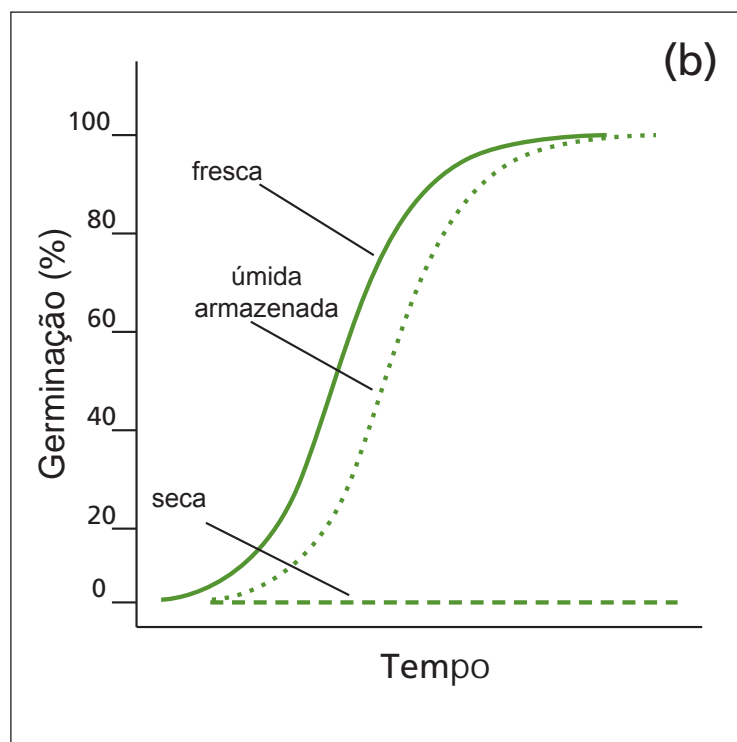 (b)
100
80
60
40
20
0
Germinação (%)
fresca
úmida
armazenada
seca
Tempo